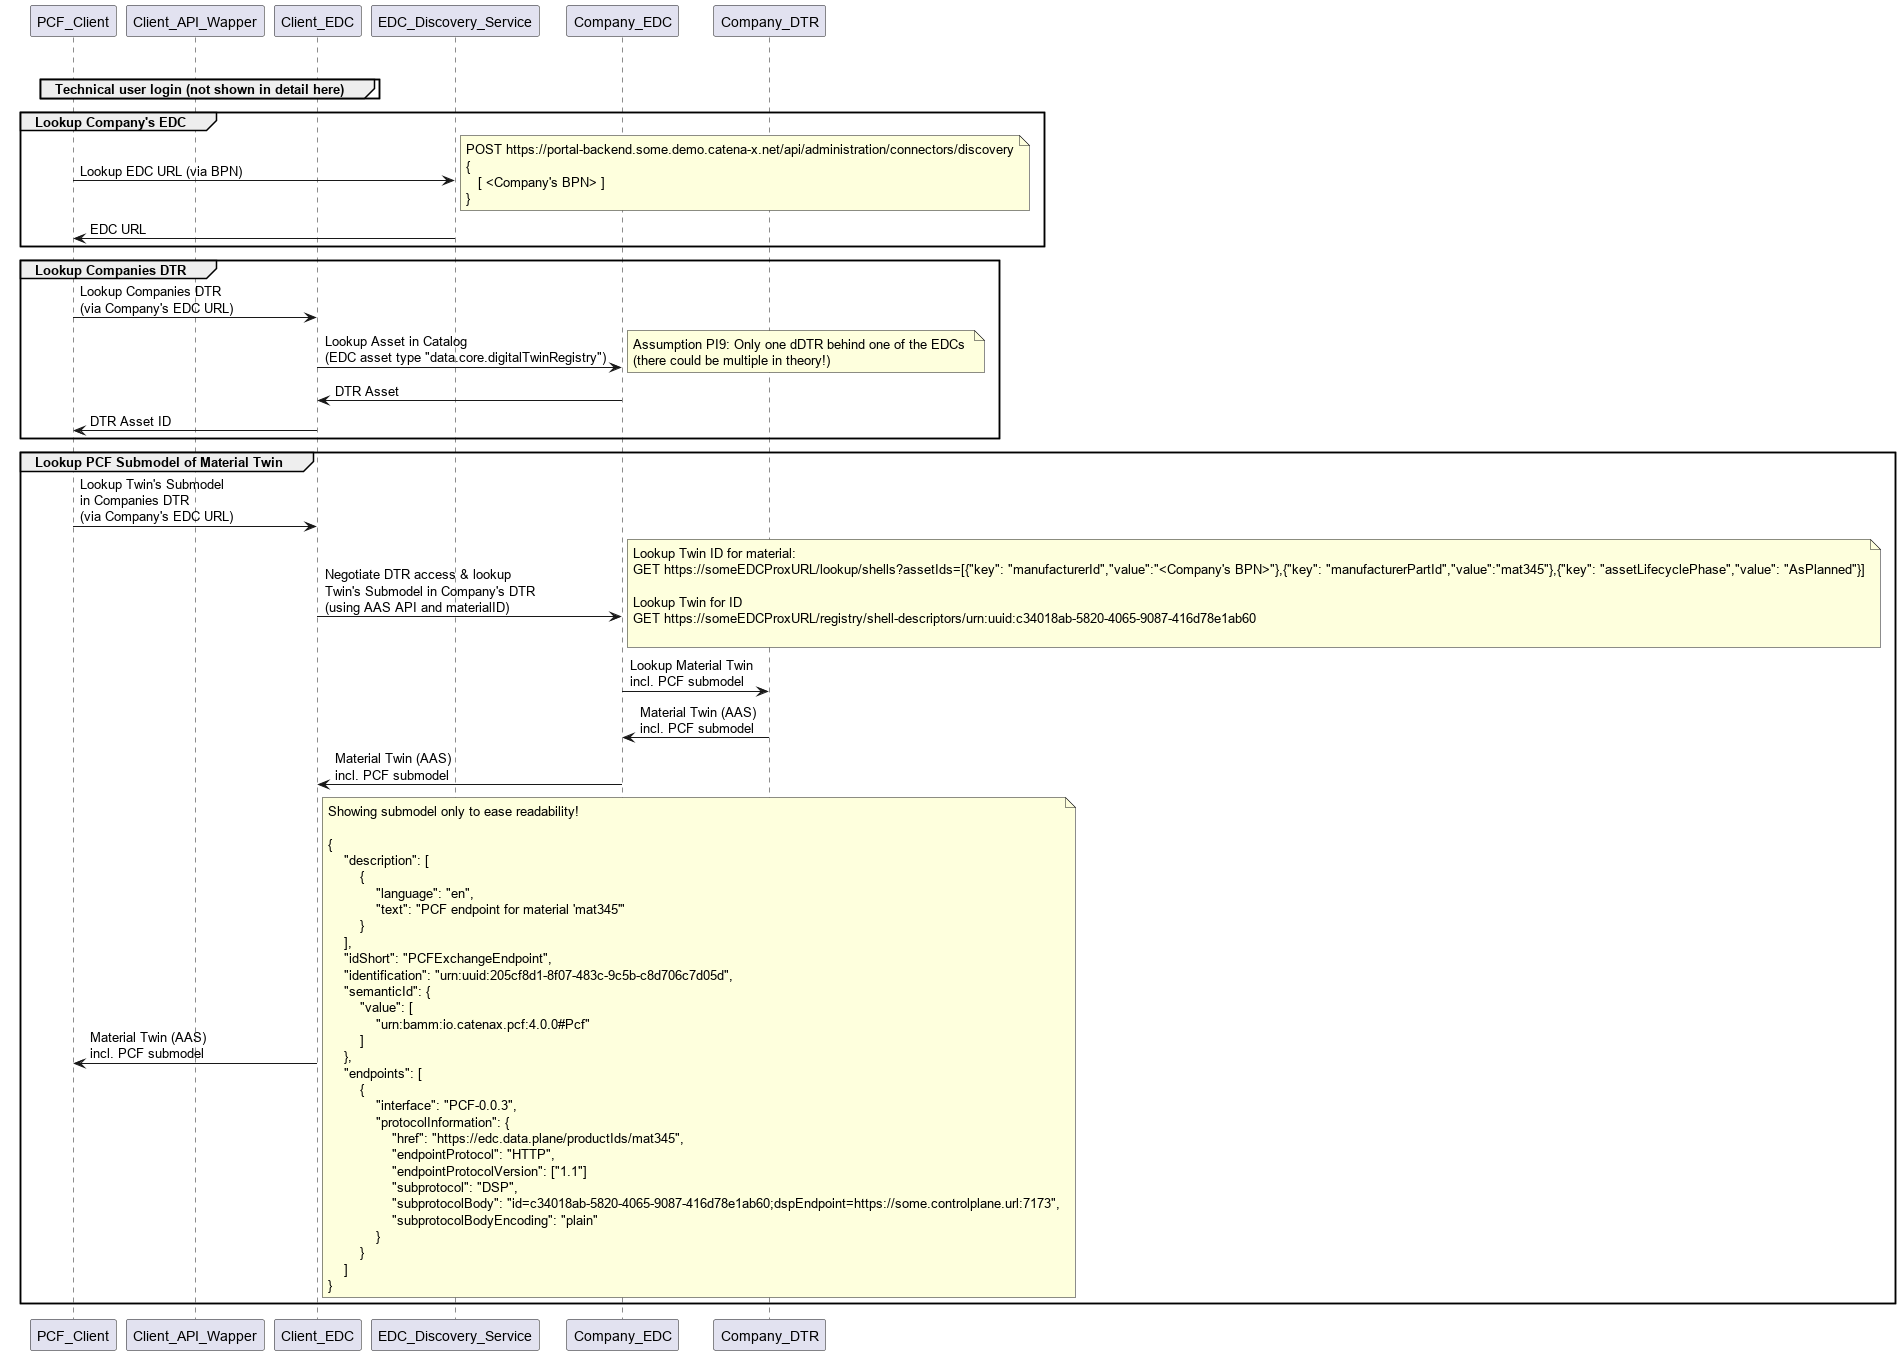 PCF_Client
Client_API_Wapper
Client_EDC
EDC_Discovery_Service
Company_EDC
Company_DTR
Technical user login (not shown in detail here)
Lookup Company's EDC
Lookup EDC URL (via BPN)
POST https://portal-backend.some.demo.catena-x.net/api/administration/connectors/discovery
{
[ <Company's BPN> ]
}
EDC URL
Lookup Companies DTR
Lookup Companies DTR
(via Company's EDC URL)
Lookup Asset in Catalog
(EDC asset type "data.core.digitalTwinRegistry")
Assumption PI9: Only one dDTR behind one of the EDCs
(there could be multiple in theory!)
DTR Asset
DTR Asset ID
Lookup PCF Submodel of Material Twin
Lookup Twin's Submodel
in Companies DTR
(via Company's EDC URL)
Negotiate DTR access & lookup
Twin's Submodel in Company's DTR
(using AAS API and materialID)
Lookup Twin ID for material:
GET https://someEDCProxURL/lookup/shells?assetIds=[{"key": "manufacturerId","value":"<Company's BPN>"},{"key": "manufacturerPartId","value":"mat345"},{"key": "assetLifecyclePhase","value": "AsPlanned"}]
Lookup Twin for ID
GET https://someEDCProxURL/registry/shell-descriptors/urn:uuid:c34018ab-5820-4065-9087-416d78e1ab60
Lookup Material Twin
incl. PCF submodel
Material Twin (AAS)
incl. PCF submodel
Material Twin (AAS)
incl. PCF submodel
Material Twin (AAS)
incl. PCF submodel
Showing submodel only to ease readability!
{
"description": [
{
"language": "en",
"text": "PCF endpoint for material 'mat345'"
}
],
"idShort": "PCFExchangeEndpoint",
"identification": "urn:uuid:205cf8d1-8f07-483c-9c5b-c8d706c7d05d",
"semanticId": {
"value": [
"urn:bamm:io.catenax.pcf:4.0.0#Pcf"
]
},
"endpoints": [
{
"interface": "PCF-0.0.3",
"protocolInformation": {
"href": "https://edc.data.plane/productIds/mat345",
"endpointProtocol": "HTTP",
"endpointProtocolVersion": ["1.1"]
"subprotocol": "DSP",
"subprotocolBody": "id=c34018ab-5820-4065-9087-416d78e1ab60;dspEndpoint=https://some.controlplane.url:7173",
"subprotocolBodyEncoding": "plain"
}
}
]
}
PCF_Client
Client_API_Wapper
Client_EDC
EDC_Discovery_Service
Company_EDC
Company_DTR